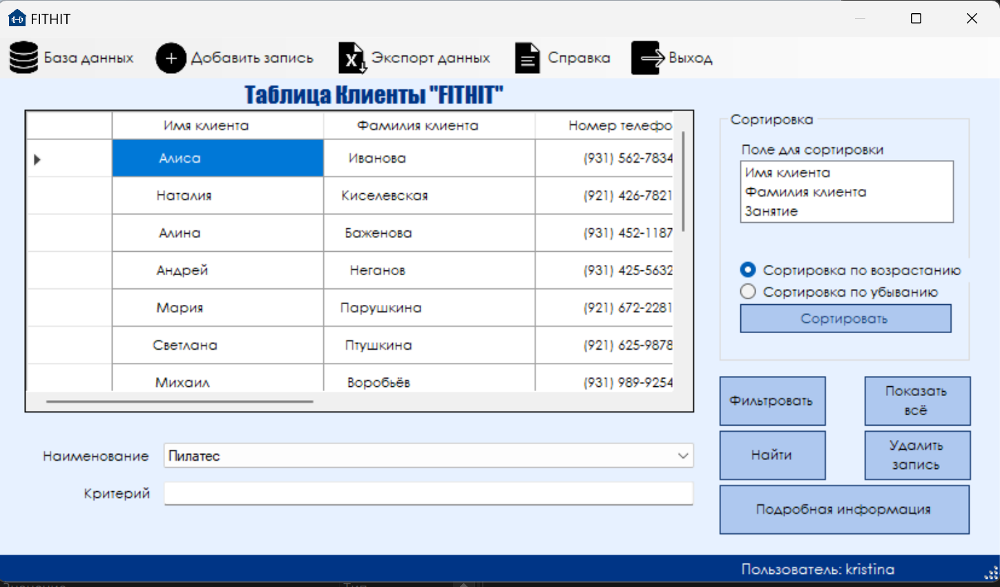 FITHIT
База данных Добавить запись Экспорт данных Справка Выход
Таблица Клиенты "FITHIT"
Имя клиента Фамилия клиента Номер телефо
Алиса Иванова (931) 562-7834
Наталия Киселевская (921) 426-7821
Алина Баженова (931) 452-1187
Андрей Неганов (931) 425-5632
Мария Парушкина (921) 672-2281
Светлана Птушкина (921) 625-9878
Михаил Воробьёв (931) 989-9254
Сортировка
Поле для сортировки
Имя клиента
Фамилия клиента
Занятие
Сортировка по возрастанию
Сортировка по убыванию
Сортировать
Наименование Пилатес
Критерий
Фильтровать
Показать
всё
Найти
Удалить
запись
Подробная информация
Пользователь: kristina